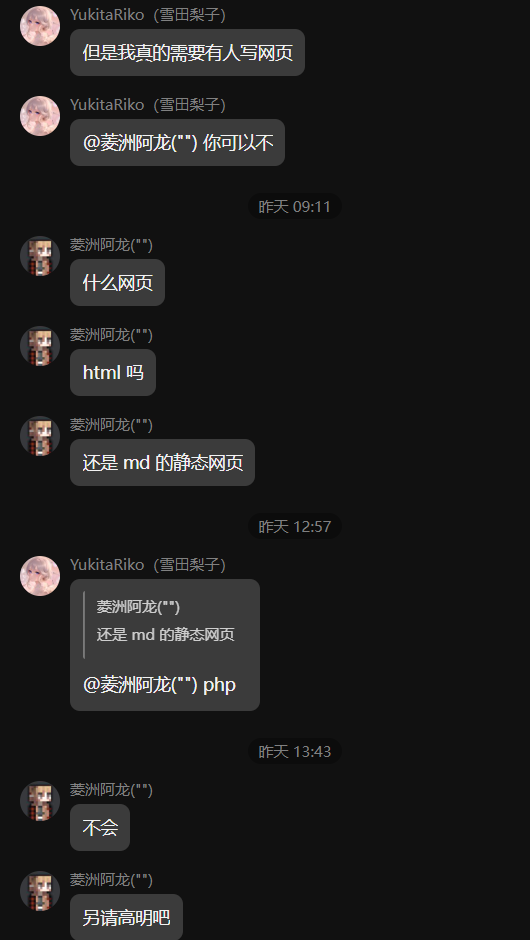 YukitaRiko（雪田梨子）
但是我真的需要有人写网页
YukitaRiko（雪田梨子）
@菱洲阿龙("") 你可以不
昨天 09:11
菱洲阿龙("")
什么网页
菱洲阿龙("")
html 吗
菱洲阿龙("")
还是 md 的静态网页
昨天 12:57
YukitaRiko（雪田梨子）
菱洲阿龙("")
还是 md 的静态网页
@菱洲阿龙("") php
昨天 13:43
菱洲阿龙("")
不会
菱洲阿龙("")
另请高明吧